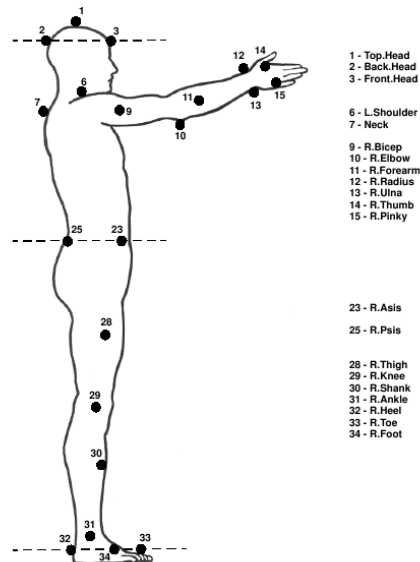 1
2
3
12
14
6
11
15
7
9
13
10
25
23
28
29
30
31
32
34
33
1 - Top.Head
2 - Back.Head
3 - Front.Head
6 - L.Shoulder
7 - Neck
9 - R.Bicep
10 - R.Elbow
11 - R.Forearm
12 - R.Radius
13 - R.Ulna
14 - R.Thumb
15 - R.Pinky
23 - R.Asis
25 - R.Psis
28 - R.Thigh
29 - R.Knee
30 - R.Shank
31 - R.Ankle
32 - R.Heel
33 - R.Toe
34 - R.Foot